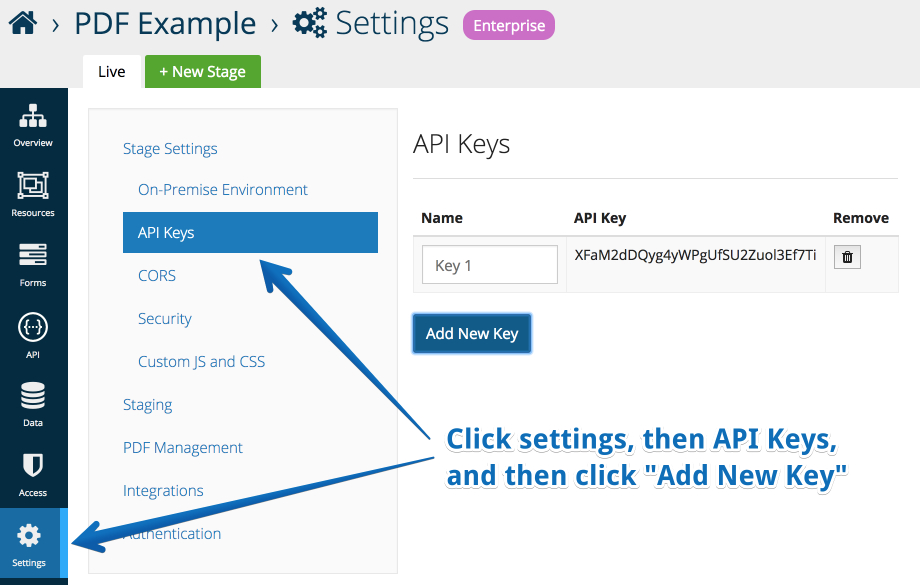 › PDF Example › Settings Enterprise
Live + New Stage
Overview
Resources
Forms
API
Data
Access
Settings
Stage Settings
On-Premise Environment
API Keys
CORS
Security
Custom JS and CSS
Staging
PDF Management
Integrations
Authentication
API Keys
Name API Key Remove
Key 1 XFaM2dDQyg4yWPgUfSU2Zuol3Ef7Ti
Add New Key
Click settings, then API Keys,
and then click "Add New Key"